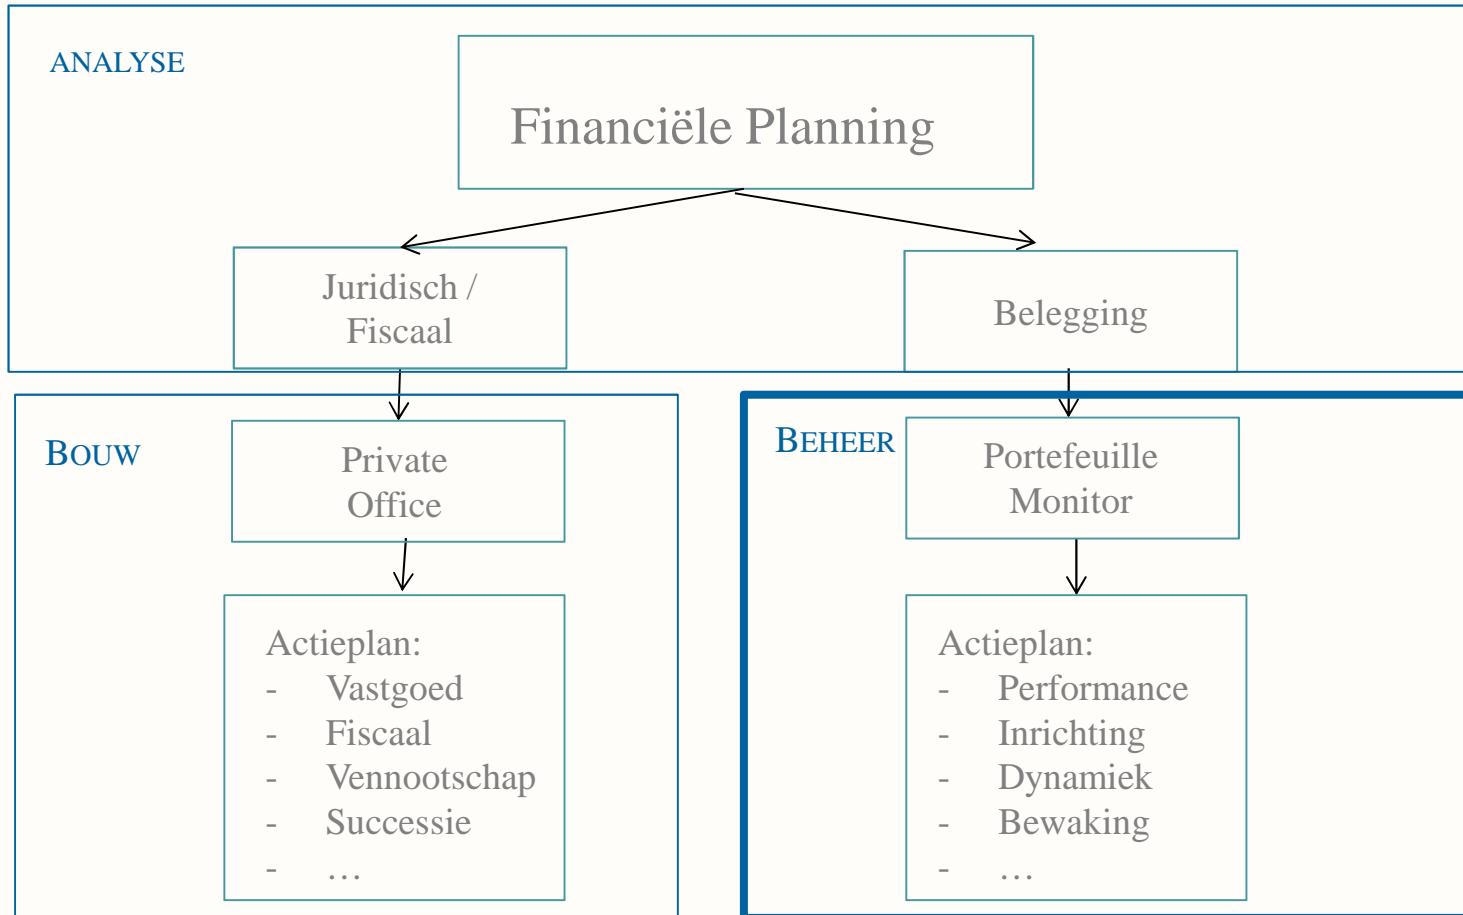 ANALYSE
Financiële Planning
Juridisch /
Fiscaal
Belegging
BOUW
Private
Office
Actieplan:
- Vastgoed
- Fiscaal
- Vennootschap
- Successie
- …
BEHEER
Portefeuille
Monitor
Actieplan:
- Performance
- Inrichting
- Dynamiek
- Bewaking
- …